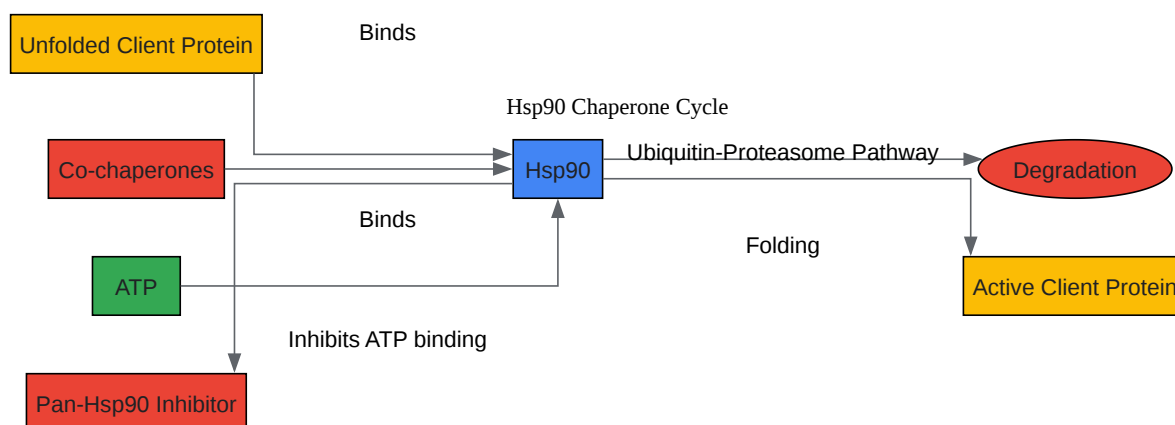 Unfolded Client Protein
Binds
Hsp90 Chaperone Cycle
Co-chaperones
Hsp90
Ubiquitin-Proteasome Pathway
Degradation
Binds
Folding
ATP
Active Client Protein
Inhibits ATP binding
Pan-Hsp90 Inhibitor